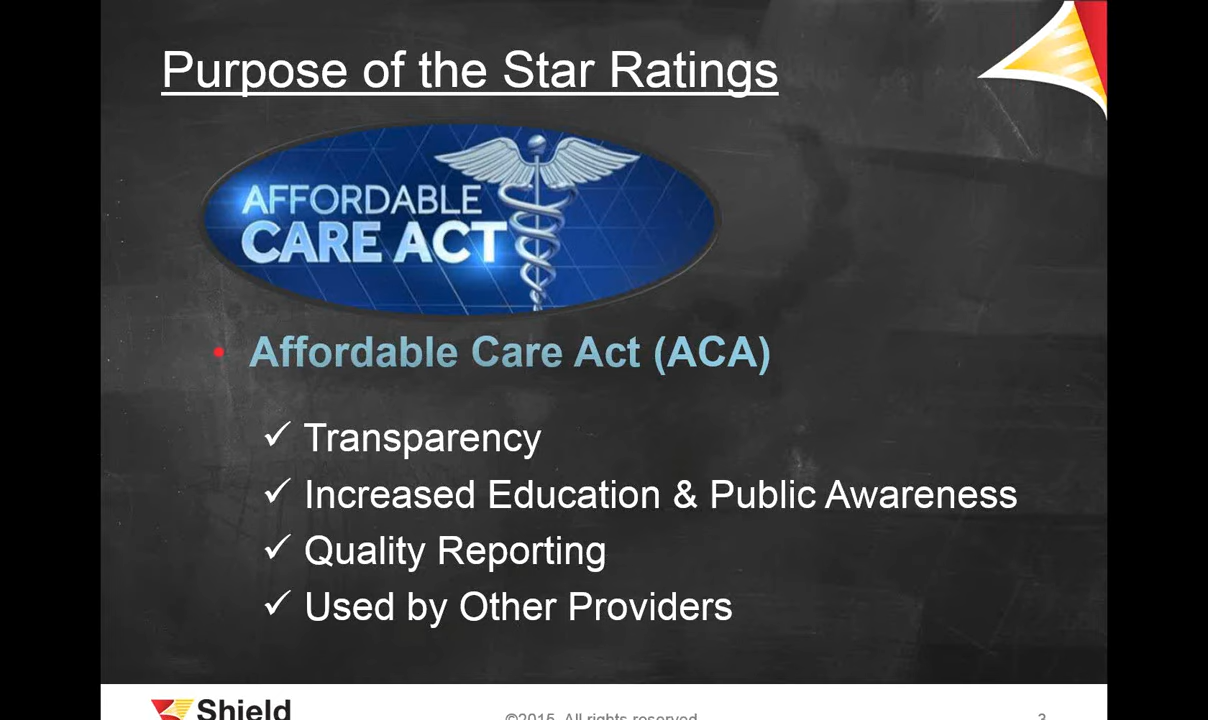 Purpose of the Star Ratings
AFFORDABLE
CARE ACT
• Affordable Care Act (ACA)
✓ Transparency
✓ Increased Education & Public Awareness
✓ Quality Reporting
✓ Used by Other Providers
Shield
©2015 All rights reserved
3